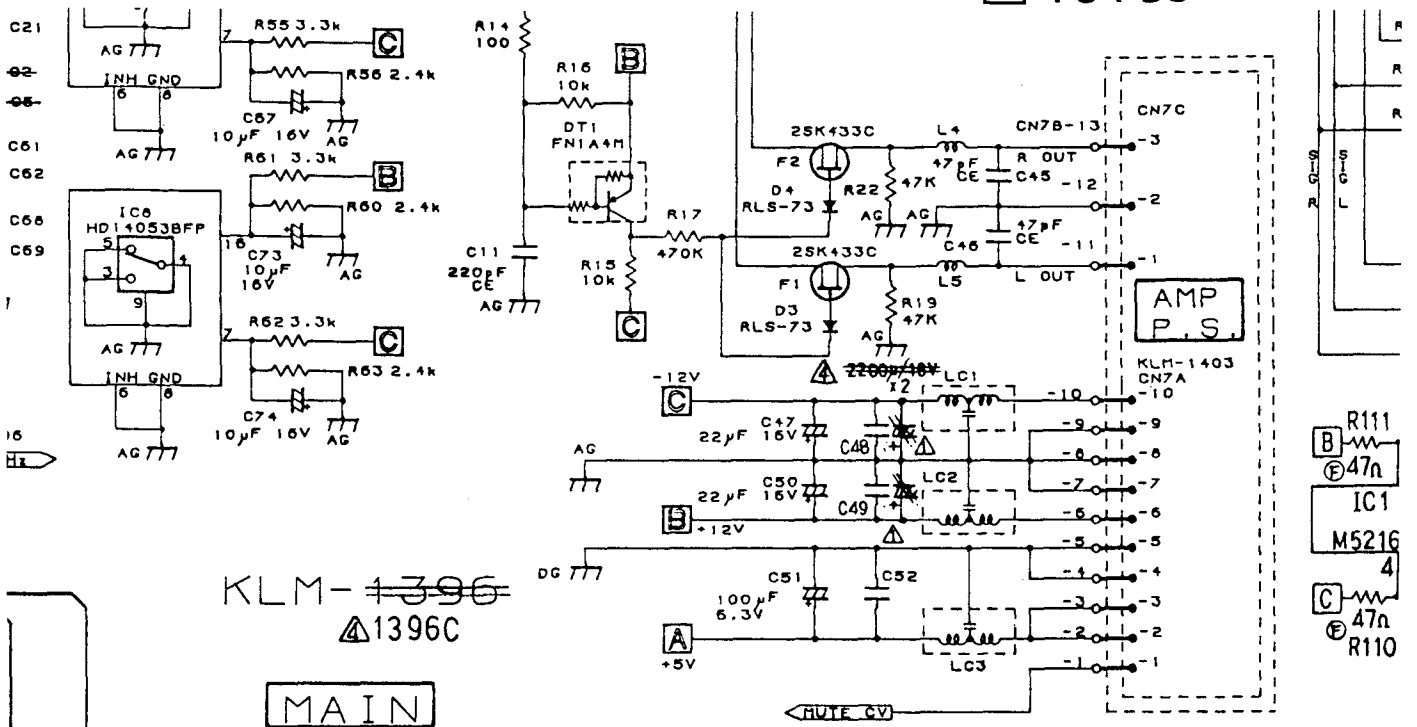 C21
C61
C62
C68
C69
R55 3.3k
7
C
AG
R56 2.4k
INH GND
6 8
C67
10µF 16V
AG
AG
R61 3.3k
B
R60 2.4k
IC8
HD14053BFP
16
5
4
3
9
C73
10µF
16V
AG
AG
R62 3.3k
7
C
R63 2.4k
INH GND
6 8
C74
10µF 16V
AG
AG
R14
100
B
R16
10k
DT1
FN1A4M
R17
470K
C11
220pF
CE
R15
10k
AG
C
2SK433C
F2
D4
RLS-73
R22
47K
AG
AG
L4
47pF
CE
CN7B-13
R OUT
C45
-12
47pF
CE
C46
-11
L OUT
L5
2SK433C
F1
D3
RLS-73
R19
47K
AG
CN7C
-3
-2
-1
AMP
P.S.
KLM-1403
CN7A
4
2200µ/16V
x2
LC1
-12V
C
C47
22µF 16V
C48
1
AG
C50
22µF 16V
C49
1
LC2
B
+12V
DG
C51
100µF
6.3V
C52
A
+5V
LC3
-10 -10
-9 -9
-8 -8
-7 -7
-6 -6
-5 -5
-4 -4
-3 -3
-2 -2
-1 -1
MUTE CV
KLM-1396
4 1396C
MAIN
SIG R
SIG L
R111
B
F 47n
IC1
M5216
4
C
F 47n
R110